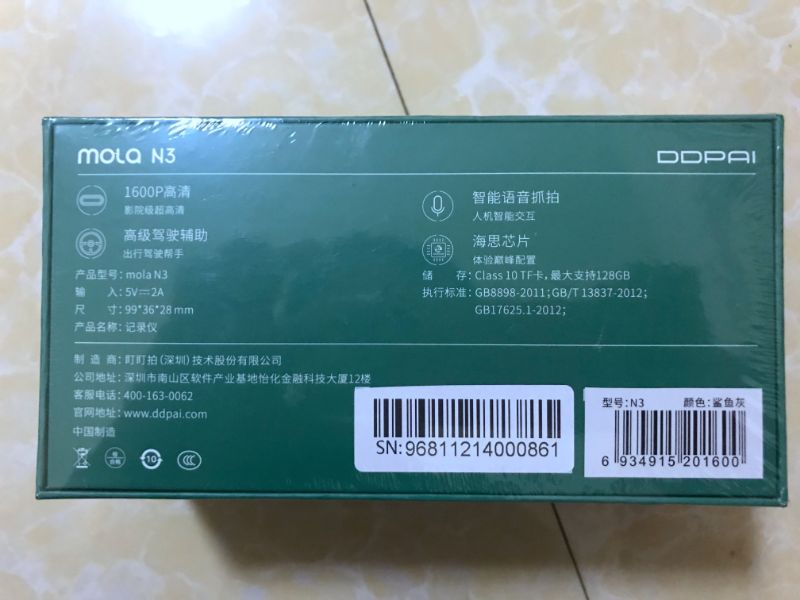 mola N3
DDPAI
1600P高清
影院级超高清
高级驾驶辅助
出行驾驶帮手
智能语音抓拍
人机智能交互
海思芯片
体验巅峰配置
产品型号：mola N3
输 入：5V⎓2A
尺 寸：99*36*28 mm
产品名称：记录仪
储 存：Class 10 TF卡，最大支持128GB
执行标准：GB8898-2011；GB/T 13837-2012；
GB17625.1-2012；
制 造 商：盯盯拍（深圳）技术股份有限公司
公司地址：深圳市南山区软件产业基地怡化金融科技大厦12楼
客服电话：400-163-0062
官网地址：www.ddpai.com
中国制造
10
SN:96811214000861
型号:N3 颜色:鲨鱼灰
6 934915 201600